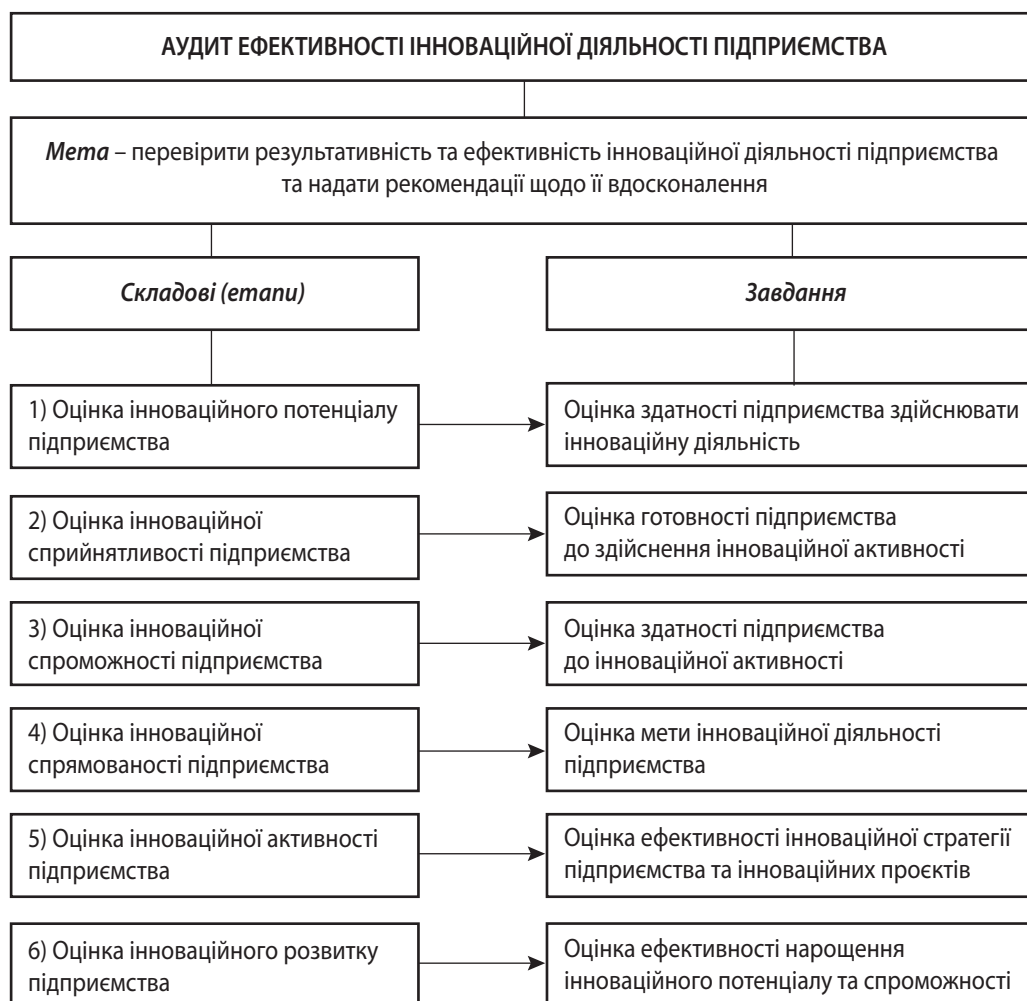 АУДИТ ЕФЕКТИВНОСТІ ІННОВАЦІЙНОЇ ДІЯЛЬНОСТІ ПІДПРИЄМСТВА
Мета – перевірити результативність та ефективність інноваційної діяльності підприємства
та надати рекомендації щодо її вдосконалення
Складові (етапи)
Завдання
1) Оцінка інноваційного потенціалу
підприємства
Оцінка здатності підприємства здійснювати
інноваційну діяльність
2) Оцінка інноваційної
сприйнятливості підприємства
Оцінка готовності підприємства
до здійснення інноваційної активності
3) Оцінка інноваційної
спроможності підприємства
Оцінка здатності підприємства
до інноваційної активності
4) Оцінка інноваційної
спрямованості підприємства
Оцінка мети інноваційної діяльності
підприємства
5) Оцінка інноваційної активності
підприємства
Оцінка ефективності інноваційної стратегії
підприємства та інноваційних проєктів
6) Оцінка інноваційного розвитку
підприємства
Оцінка ефективності нарощення
інноваційного потенціалу та спроможності